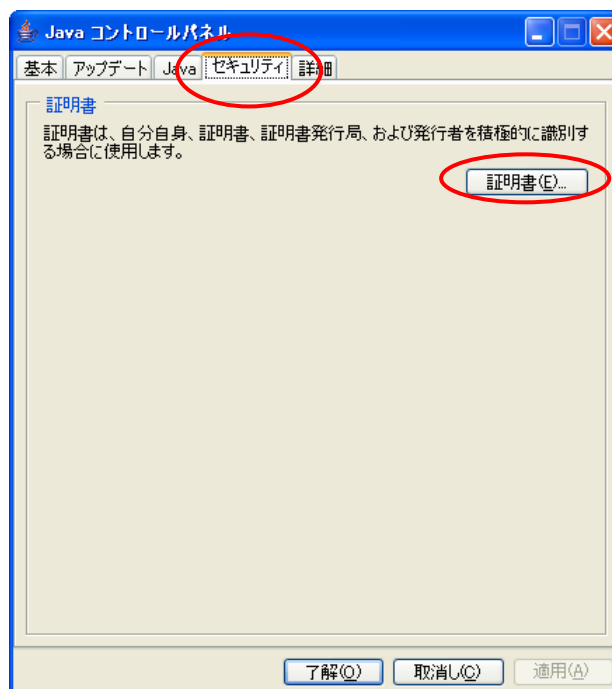 Java コントロールパネル
基本 アップデート Java セキュリティ 詳細
証明書
証明書は、自分自身、証明書、証明書発行局、および発行者を積極的に識別す
る場合に使用します。
証明書(E)...
了解(O) 取消し(C) 適用(A)